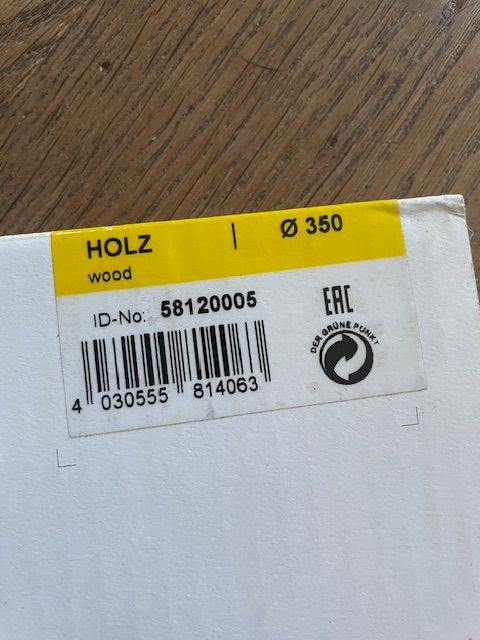 HOLZ | Ø 350
wood
ID-No: 58120005
EAC
DER GRÜNE PUNKT
4 030555 814063